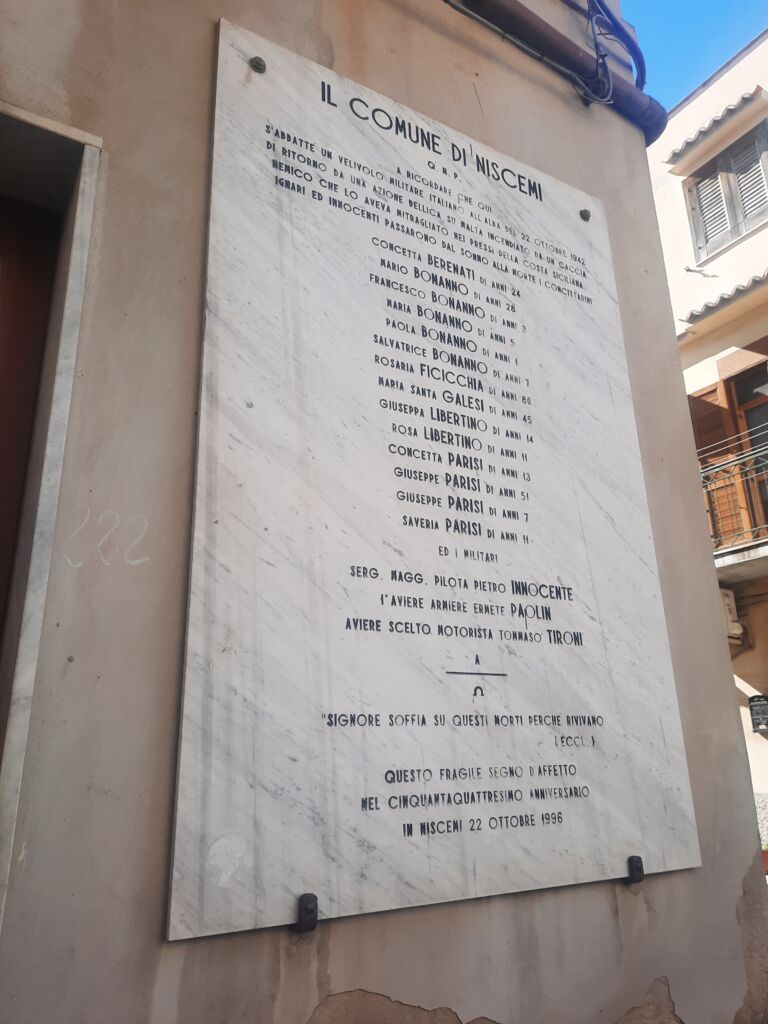 IL COMUNE DI NISCEMI
Q. M. P.
A RICORDARE CHE QUI
S'ABBATTE UN VELIVOLO MILITARE ITALIANO ALL'ALBA DEL 22 OTTOBRE 1942
DI RITORNO DA UNA AZIONE BELLICA SU MALTA INCENDIATO DA UN CACCIA
NEMICO CHE LO AVEVA MITRAGLIATO NEI PRESSI DELLA COSTA SICILIANA.
IGNARI ED INNOCENTI PASSARONO DAL SONNO ALLA MORTE I CONCITTADINI
CONCETTA BERENATI DI ANNI 24
MARIO BONANNO DI ANNI 28
FRANCESCO BONANNO DI ANNI 3
MARIA BONANNO DI ANNI 5
PAOLA BONANNO DI ANNI 1
SALVATRICE BONANNO DI ANNI 7
ROSARIA FICICCHIA DI ANNI 80
MARIA SANTA GALESI DI ANNI 45
GIUSEPPA LIBERTINO DI ANNI 14
ROSA LIBERTINO DI ANNI 11
CONCETTA PARISI DI ANNI 13
GIUSEPPE PARISI DI ANNI 51
GIUSEPPE PARISI DI ANNI 7
SAVERIA PARISI DI ANNI 11
ED I MILITARI
SERG. MAGG. PILOTA PIETRO INNOCENTE
1° AVIERE ARMIERE ERMETE PAOLIN
AVIERE SCELTO MOTORISTA TOMMASO TIRONI
A
Ω
"SIGNORE SOFFIA SU QUESTI MORTI PERCHE RIVIVANO
(ECCL.)
QUESTO FRAGILE SEGNO D'AFFETTO
NEL CINQUANTAQUATTRESIMO ANNIVERSARIO
IN NISCEMI 22 OTTOBRE 1996
222